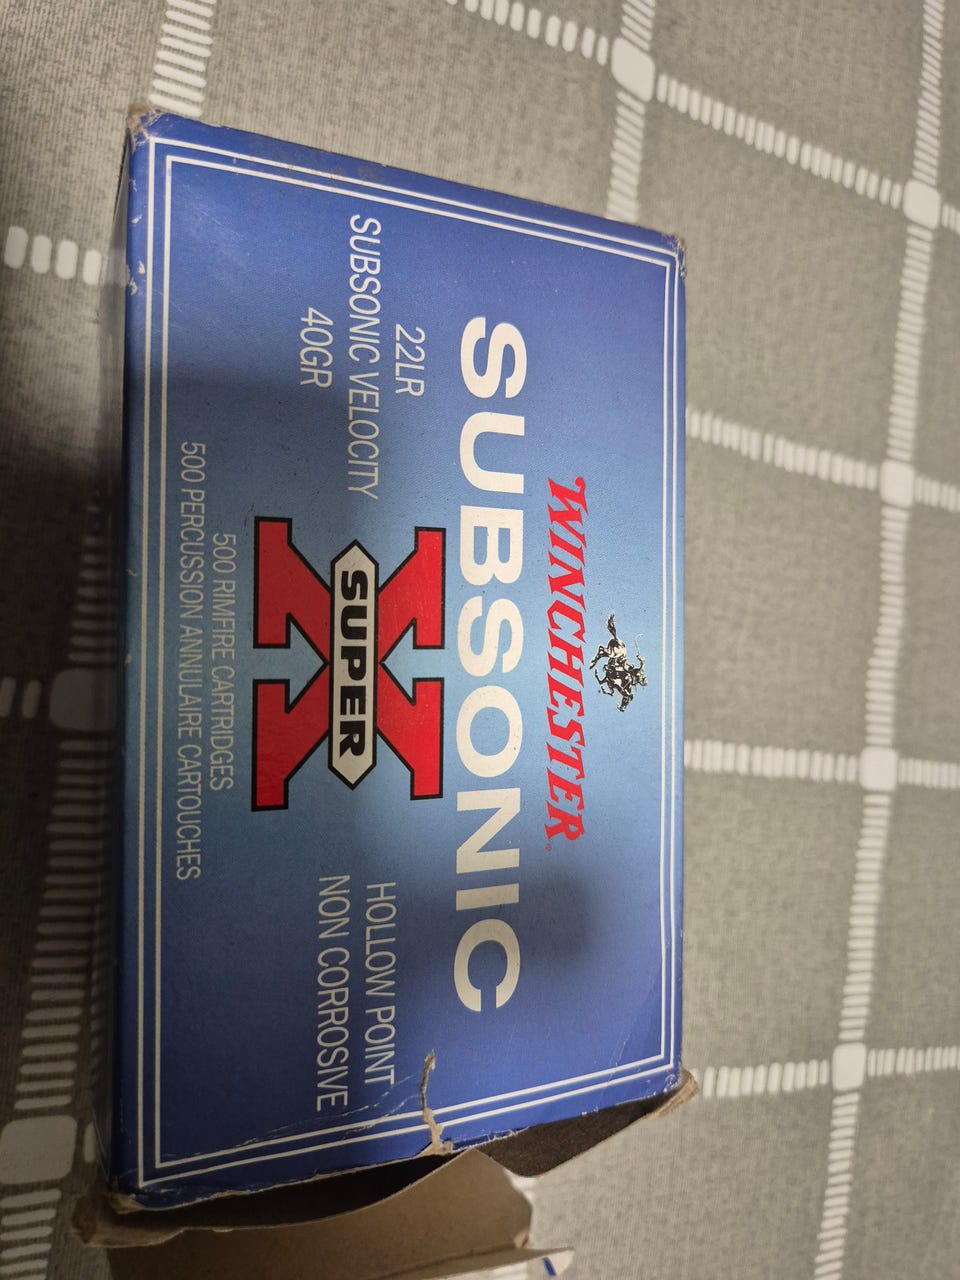 WINCHESTER
SUBSONIC
22LR
SUBSONIC VELOCITY
40GR
SUPER X
HOLLOW POINT
NON CORROSIVE
500 RIMFIRE CARTRIDGES
500 PERCUSSION ANNULAIRE CARTOUCHES